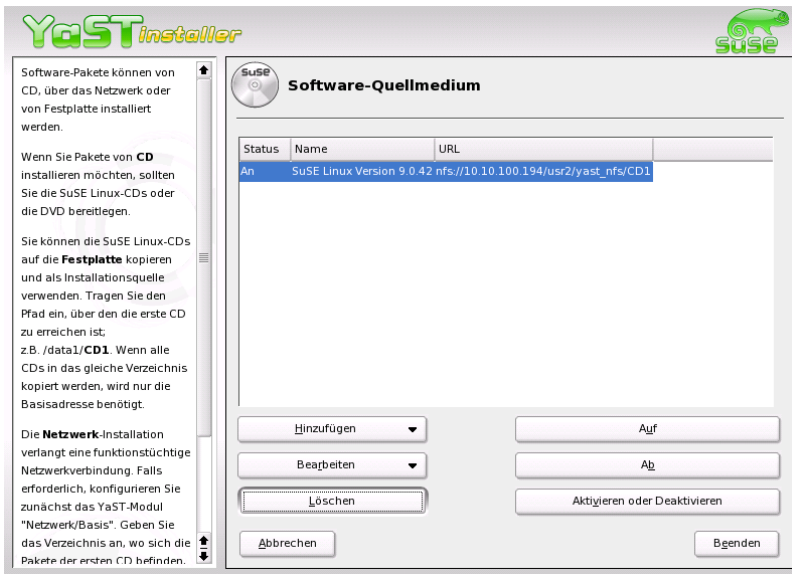 YaST installer
SUSE
Software-Pakete können von
CD, über das Netzwerk oder
von Festplatte installiert
werden.
Wenn Sie Pakete von CD
installieren möchten, sollten
Sie die SuSE Linux-CDs oder
die DVD bereitlegen.
Sie können die SuSE Linux-CDs
auf die Festplatte kopieren
und als Installationsquelle
verwenden. Tragen Sie den
Pfad ein, über den die erste CD
zu erreichen ist;
z.B. /data1/CD1. Wenn alle
CDs in das gleiche Verzeichnis
kopiert werden, wird nur die
Basisadresse benötigt.
Die Netzwerk-Installation
verlangt eine funktionstüchtige
Netzwerkverbindung. Falls
erforderlich, konfigurieren Sie
zunächst das YaST-Modul
"Netzwerk/Basis". Geben Sie
das Verzeichnis an, wo sich die
Pakete der ersten CD befinden,
SuSE
Software-Quellmedium
Status Name URL
An SuSE Linux Version 9.0.42 nfs://10.10.100.194/usr2/yast_nfs/CD1
Hinzufügen Auf
Bearbeiten Ab
Löschen Aktivieren oder Deaktivieren
Abbrechen Beenden